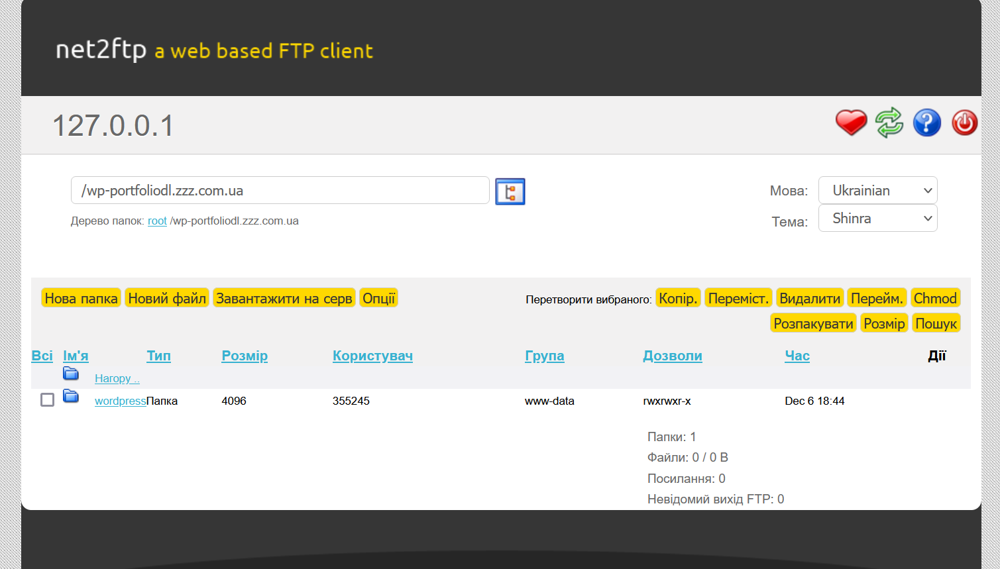 net2ftp a web based FTP client
127.0.0.1
/wp-portfoliodl.zzz.com.ua
Мова: Ukrainian
Дерево папок: root /wp-portfoliodl.zzz.com.ua
Тема: Shinra
Нова папка Новий файл Завантажити на серв Опції Перетворити вибраного: Копір. Переміст. Видалити Перейм. Chmod
Розпакувати Розмір Пошук
Всі Ім'я Тип Розмір Користувач Група Дозволи Час Дії
Нагору ..
wordpress Папка 4096 355245 www-data rwxrwxr-x Dec 6 18:44
Папки: 1
Файли: 0 / 0 B
Посилання: 0
Невідомий вихід FTP: 0